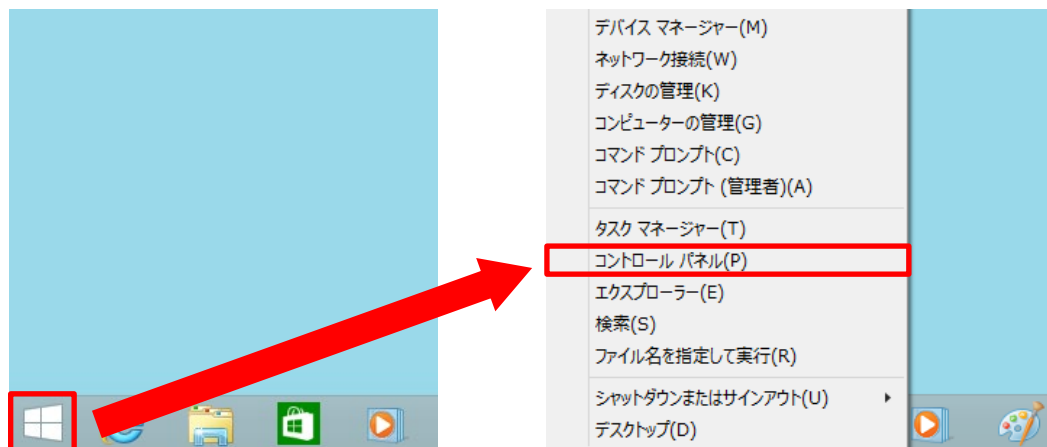 デバイス マネージャー(M)
ネットワーク接続(W)
ディスクの管理(K)
コンピューターの管理(G)
コマンド プロンプト(C)
コマンド プロンプト (管理者)(A)
タスク マネージャー(T)
コントロール パネル(P)
エクスプローラー(E)
検索(S)
ファイル名を指定して実行(R)
シャットダウンまたはサインアウト(U)
デスクトップ(D)